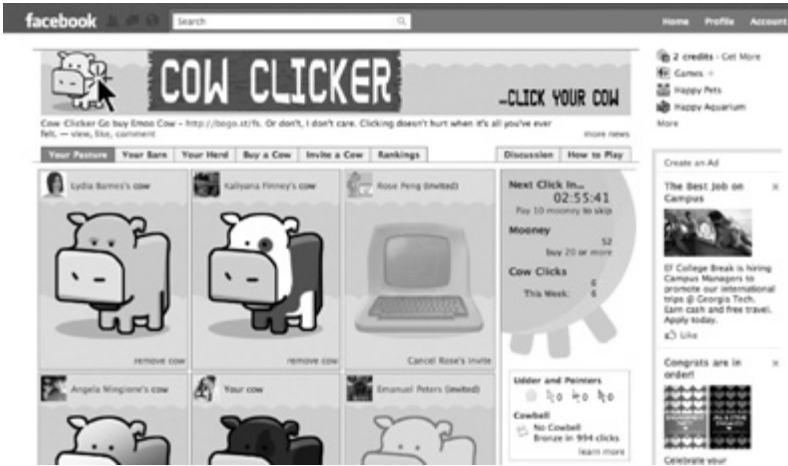 facebook
Search
Home Profile Account
COW CLICKER
…CLICK YOUR COW
Cow Clicker Go buy Emoo Cow – http://bogo.st/fs. Or don't, I don't care. Clicking doesn't hurt when it's all you've ever
felt. — view, like, comment
more news
Your Pasture Your Barn Your Herd Buy a Cow Invite a Cow Rankings
Discussion How to Play
Lydia Barnes's cow
Kaliyana Finney's cow
Rose Peng (invited)
remove cow
remove cow
Cancel Rose's invite
Angela Mingione's cow
Your cow
Emanuel Peters (invited)
Next Click In...
02:55:41
Pay 10 mooney to skip
Mooney
52
buy 20 or more
Cow Clicks
6
This Week: 6
Udder and Pointers
0 0 0
Cowbell
No Cowbell
Bronze in 994 clicks
learn more
2 credits - Get More
Games
Happy Pets
Happy Aquarium
More
Create an Ad
The Best Job on
Campus
EF College Break is hiring
Campus Managers to
promote our international
trips @ Georgia Tech.
Earn cash and free travel.
Apply today.
Like
Congrats are in
order!
Celebrate your